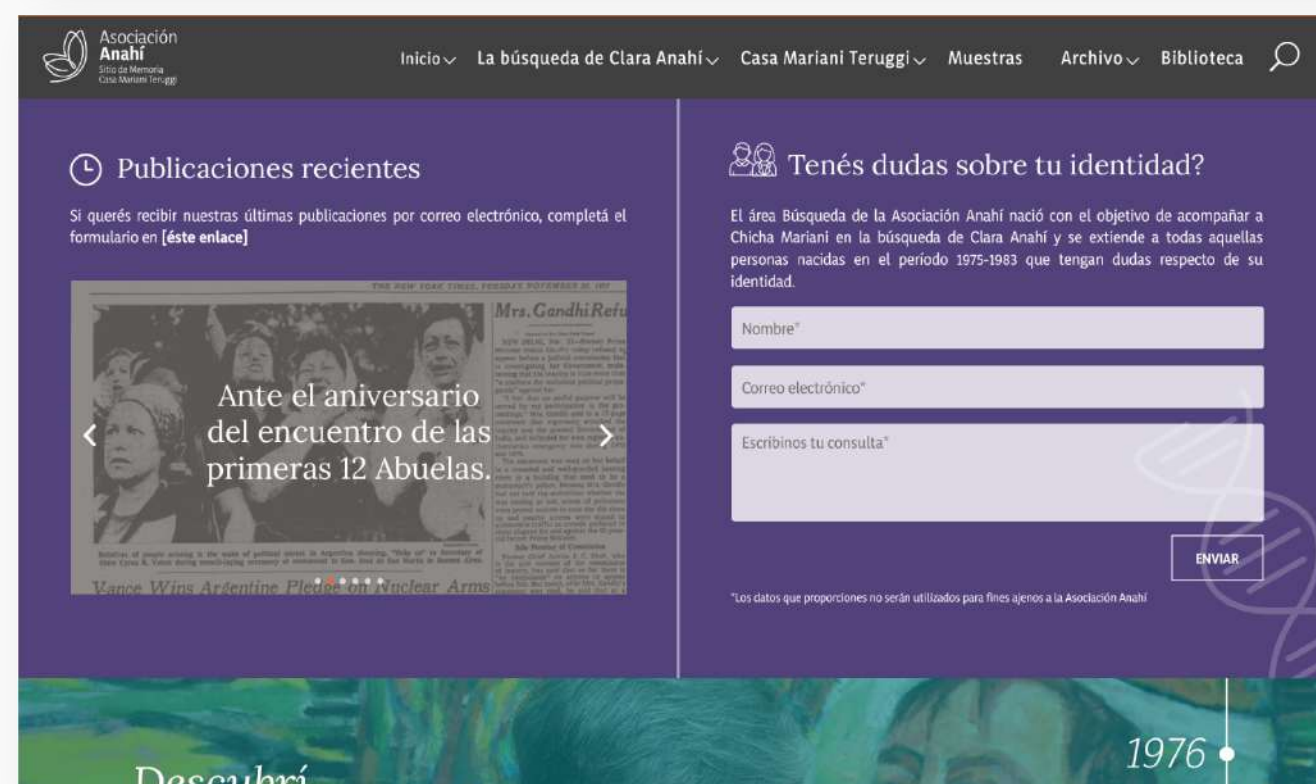 Asociación
Anahí
Sitio de Memoria
Casa Mariani Teruggi
Inicio
La búsqueda de Clara Anahí
Casa Mariani Teruggi
Muestras
Archivo
Biblioteca
Publicaciones recientes
Si querés recibir nuestras últimas publicaciones por correo electrónico, completá el
formulario en [éste enlace]
THE NEW YORK TIMES, TUESDAY, NOVEMBER 22, 1977
Mrs. Gandhi Refu
Ante el aniversario
del encuentro de las
primeras 12 Abuelas.
Vance Wins Argentine Pledge on Nuclear Arms
Tenés dudas sobre tu identidad?
El área Búsqueda de la Asociación Anahí nació con el objetivo de acompañar a
Chicha Mariani en la búsqueda de Clara Anahí y se extiende a todas aquellas
personas nacidas en el período 1975-1983 que tengan dudas respecto de su
identidad.
Nombre*
Correo electrónico*
Escribinos tu consulta*
ENVIAR
*Los datos que proporciones no serán utilizados para fines ajenos a la Asociación Anahí
1976
Descubrí